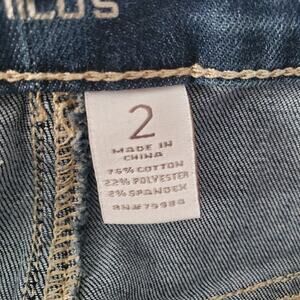 2
MADE IN
CHINA
76% COTTON
22% POLYESTER
2% SPANDEX